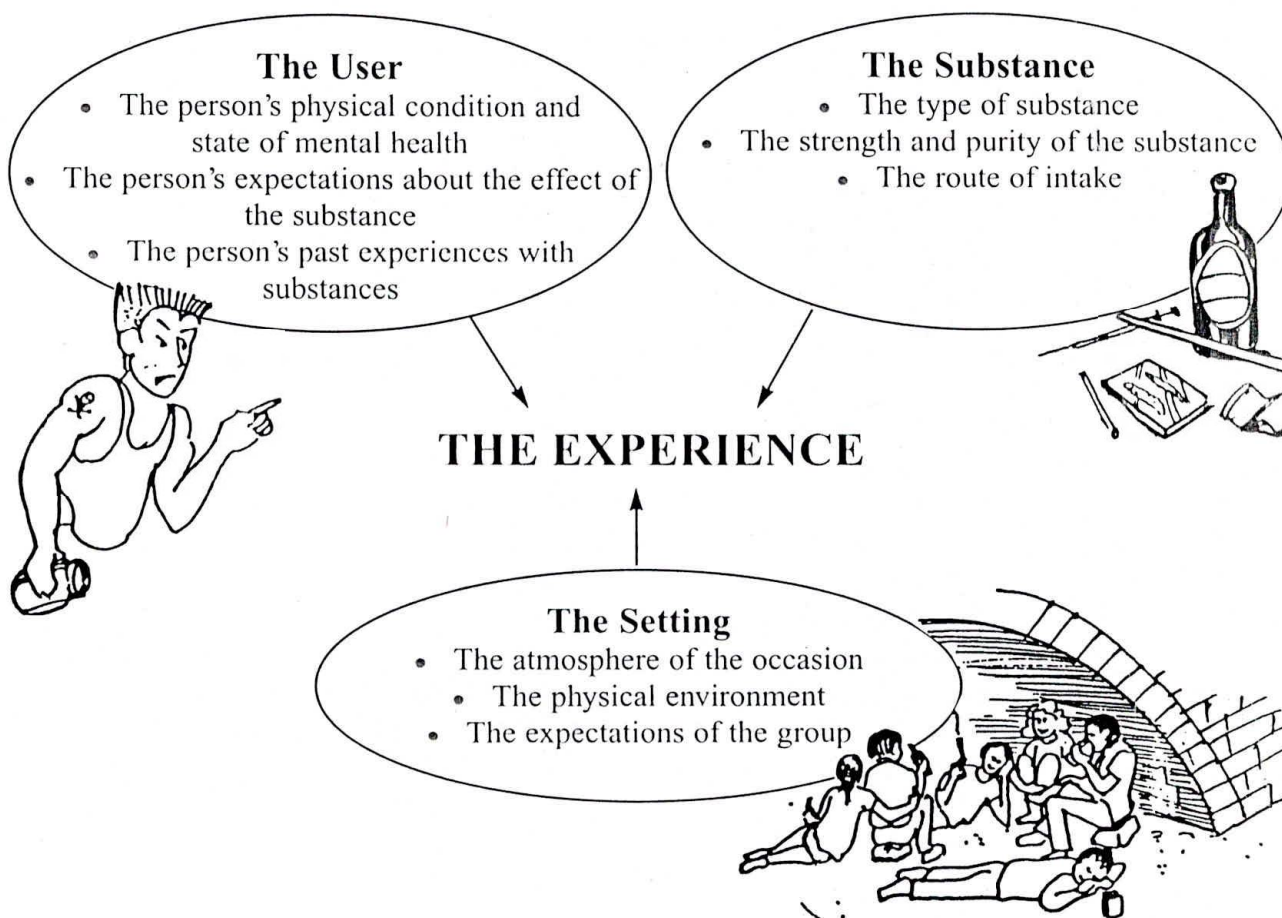 The User
• The person's physical condition and
state of mental health
• The person's expectations about the effect of
the substance
• The person's past experiences with
substances
The Substance
• The type of substance
• The strength and purity of the substance
• The route of intake
THE EXPERIENCE
The Setting
• The atmosphere of the occasion
• The physical environment
• The expectations of the group